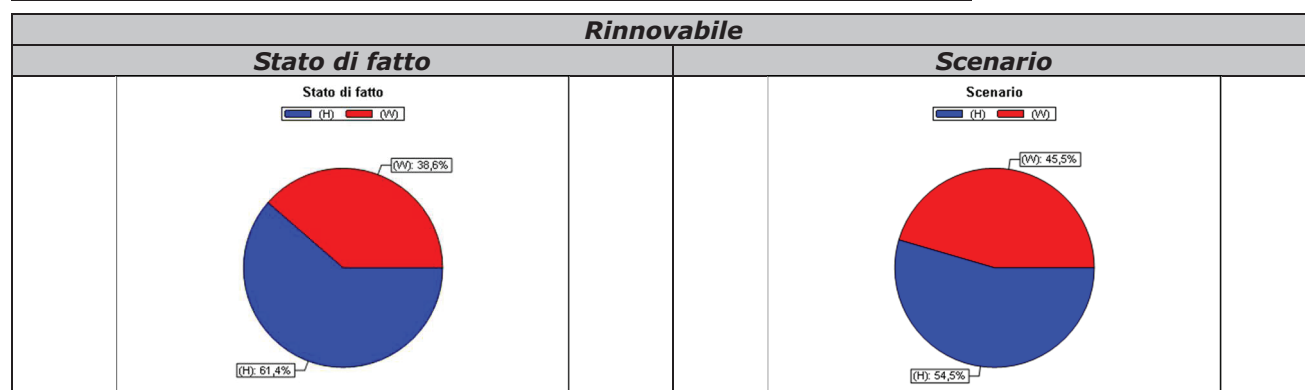 Rinnovabile
Stato di fatto
Scenario
Stato di fatto
(H) (W)
(W): 38,6%
(H): 61,4%
Scenario
(H) (W)
(W): 45,5%
(H): 54,5%